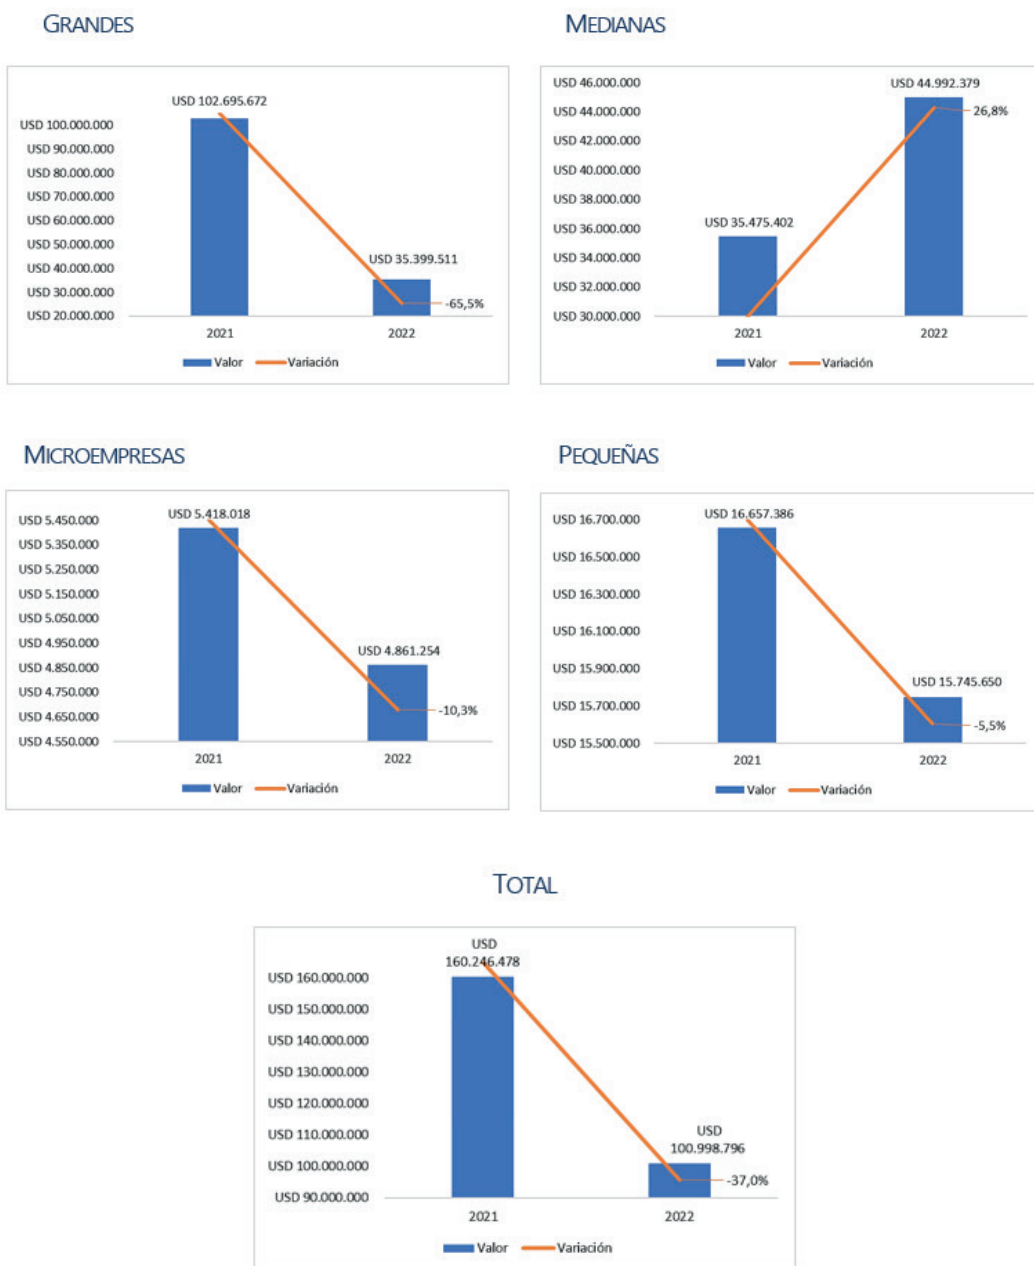 GRANDES
USD 102.695.672
USD 100.000.000
USD 90.000.000
USD 80.000.000
USD 70.000.000
USD 60.000.000
USD 50.000.000
USD 40.000.000
USD 30.000.000
USD 20.000.000
USD 35.399.511
-65,5%
2021
2022
Valor
Variación
MEDIANAS
USD 46.000.000
USD 44.000.000
USD 42.000.000
USD 40.000.000
USD 38.000.000
USD 36.000.000
USD 34.000.000
USD 32.000.000
USD 30.000.000
USD 44.992.379
26,8%
USD 35.475.402
2021
2022
Valor
Variación
MICROEMPRESAS
USD 5.450.000
USD 5.350.000
USD 5.250.000
USD 5.150.000
USD 5.050.000
USD 4.950.000
USD 4.850.000
USD 4.750.000
USD 4.650.000
USD 4.550.000
USD 5.418.018
USD 4.861.254
-10,3%
2021
2022
Valor
Variación
PEQUEÑAS
USD 16.700.000
USD 16.500.000
USD 16.300.000
USD 16.100.000
USD 15.900.000
USD 15.700.000
USD 15.500.000
USD 16.657.386
USD 15.745.650
-5,5%
2021
2022
Valor
Variación
TOTAL
USD
160.246.478
USD 160.000.000
USD 150.000.000
USD 140.000.000
USD 130.000.000
USD 120.000.000
USD 110.000.000
USD 100.000.000
USD 90.000.000
USD
100.998.796
-37,0%
2021
2022
Valor
Variación